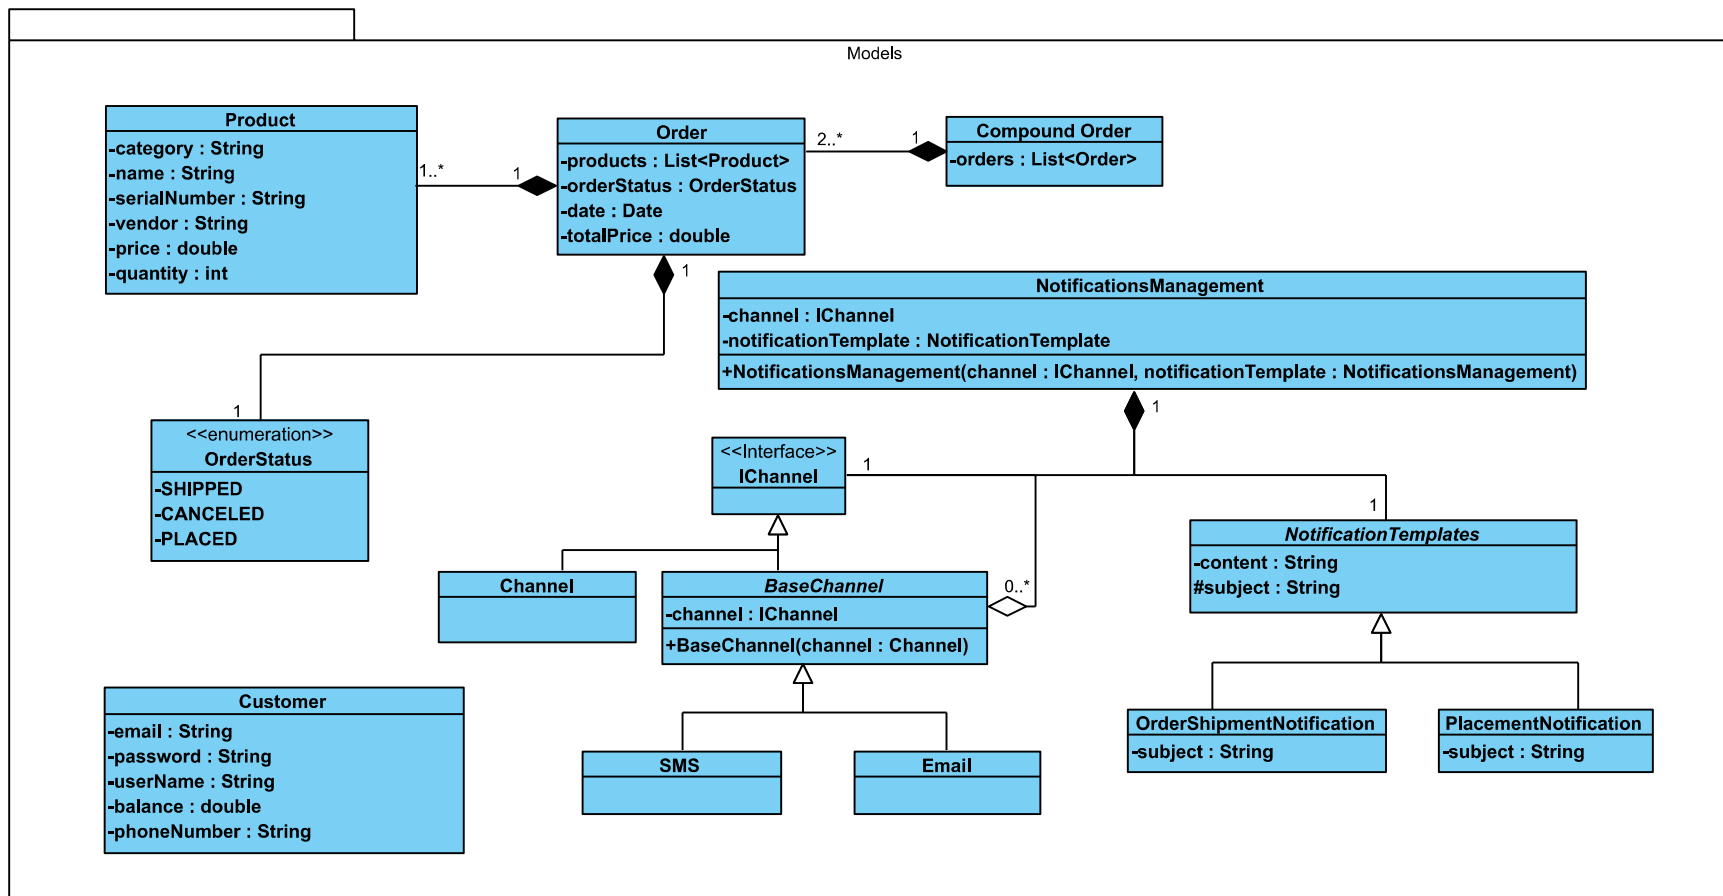 Models
Product
-category : String
-name : String
-serialNumber : String
-vendor : String
-price : double
-quantity : int
1..*
1
Order
-products : List<Product>
-orderStatus : OrderStatus
-date : Date
-totalPrice : double
2..*
1
Compound Order
-orders : List<Order>
1
1
<<enumeration>>
OrderStatus
-SHIPPED
-CANCELED
-PLACED
NotificationsManagement
-channel : IChannel
-notificationTemplate : NotificationTemplate
+NotificationsManagement(channel : IChannel, notificationTemplate : NotificationsManagement)
1
<<Interface>>
IChannel
1
1
Channel
BaseChannel
-channel : IChannel
+BaseChannel(channel : Channel)
0..*
NotificationTemplates
-content : String
#subject : String
SMS
Email
OrderShipmentNotification
-subject : String
PlacementNotification
-subject : String
Customer
-email : String
-password : String
-userName : String
-balance : double
-phoneNumber : String